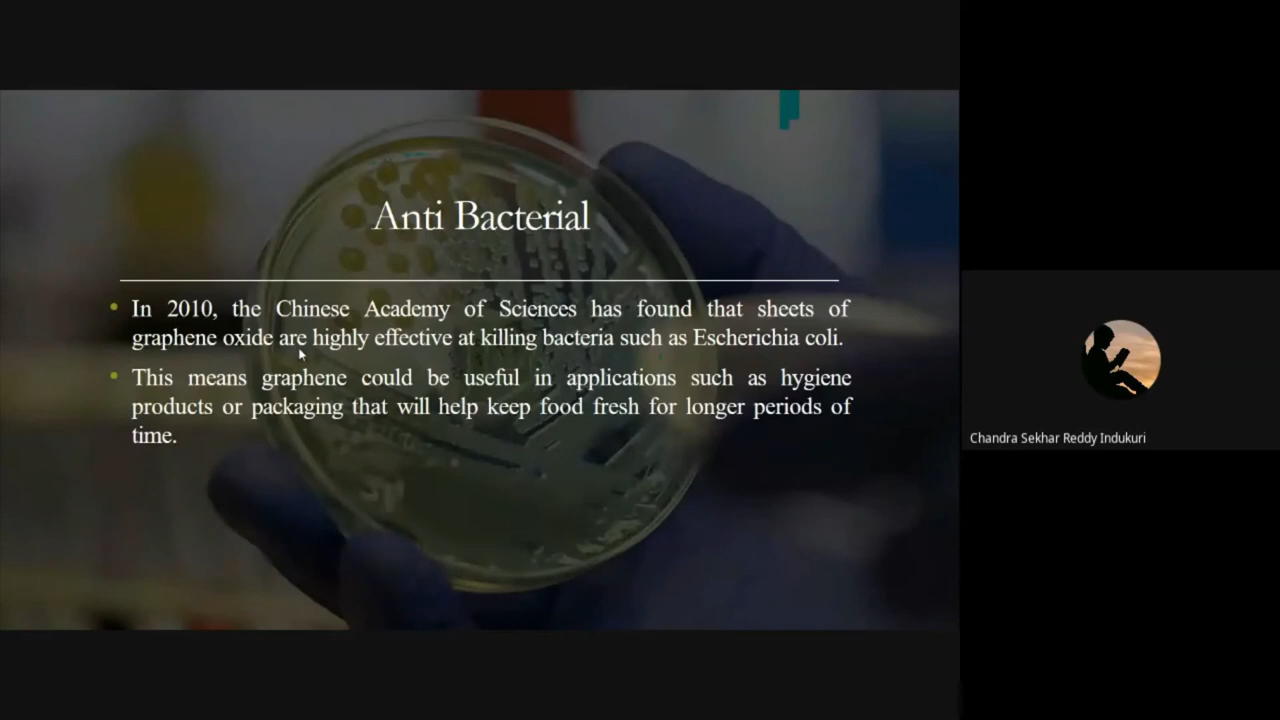 Anti Bacterial
• In 2010, the Chinese Academy of Sciences has found that sheets of
graphene oxide are highly effective at killing bacteria such as Escherichia coli.
• This means graphene could be useful in applications such as hygiene
products or packaging that will help keep food fresh for longer periods of
time.
Chandra Sekhar Reddy Indukuri